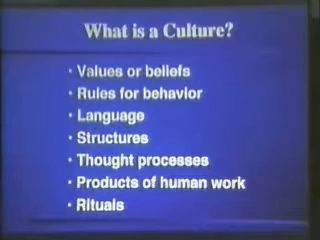 What is a Culture?
• Values or beliefs
• Rules for behavior
• Language
• Structures
• Thought processes
• Products of human work
• Rituals